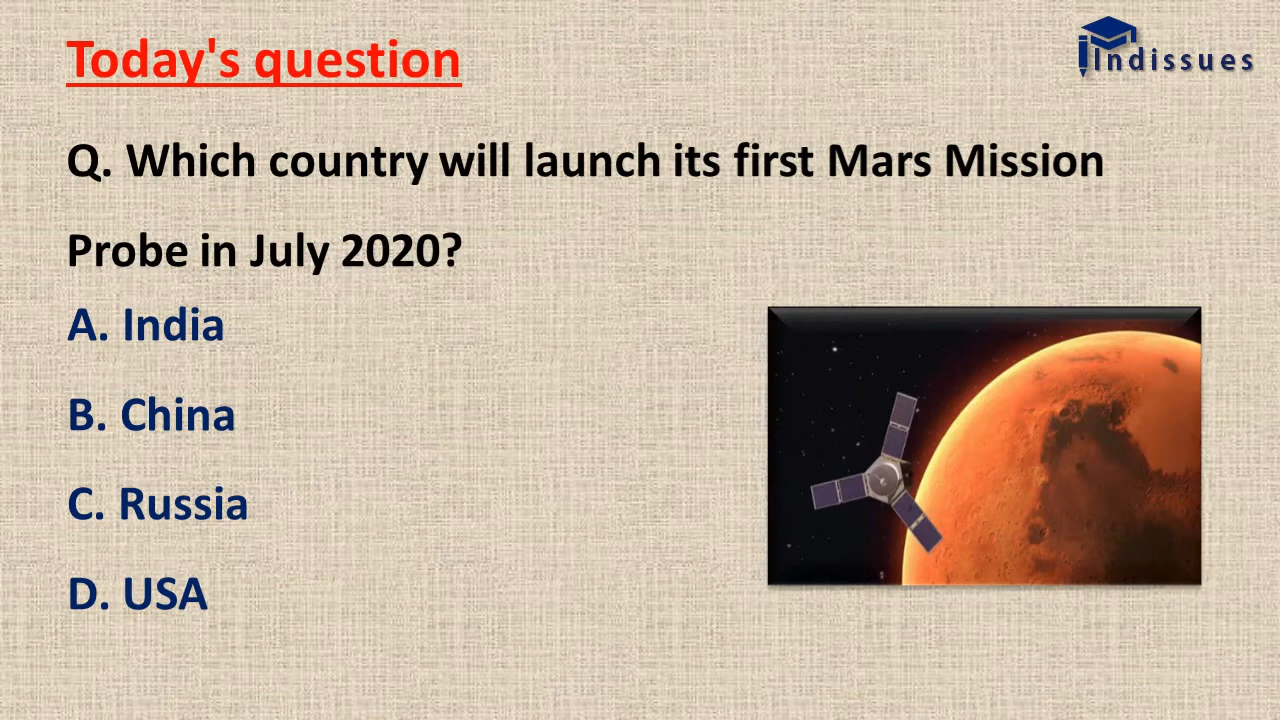 Today's question
Indissues
Q. Which country will launch its first Mars Mission
Probe in July 2020?
A. India
B. China
C. Russia
D. USA